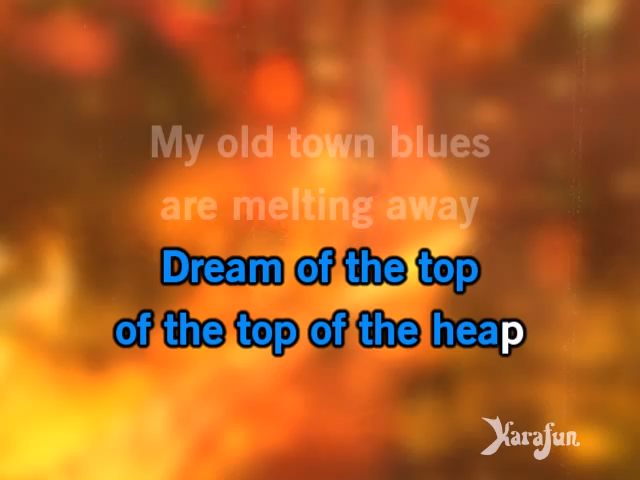 My old town blues
are melting away
Dream of the top
of the top of the heap
Karafun